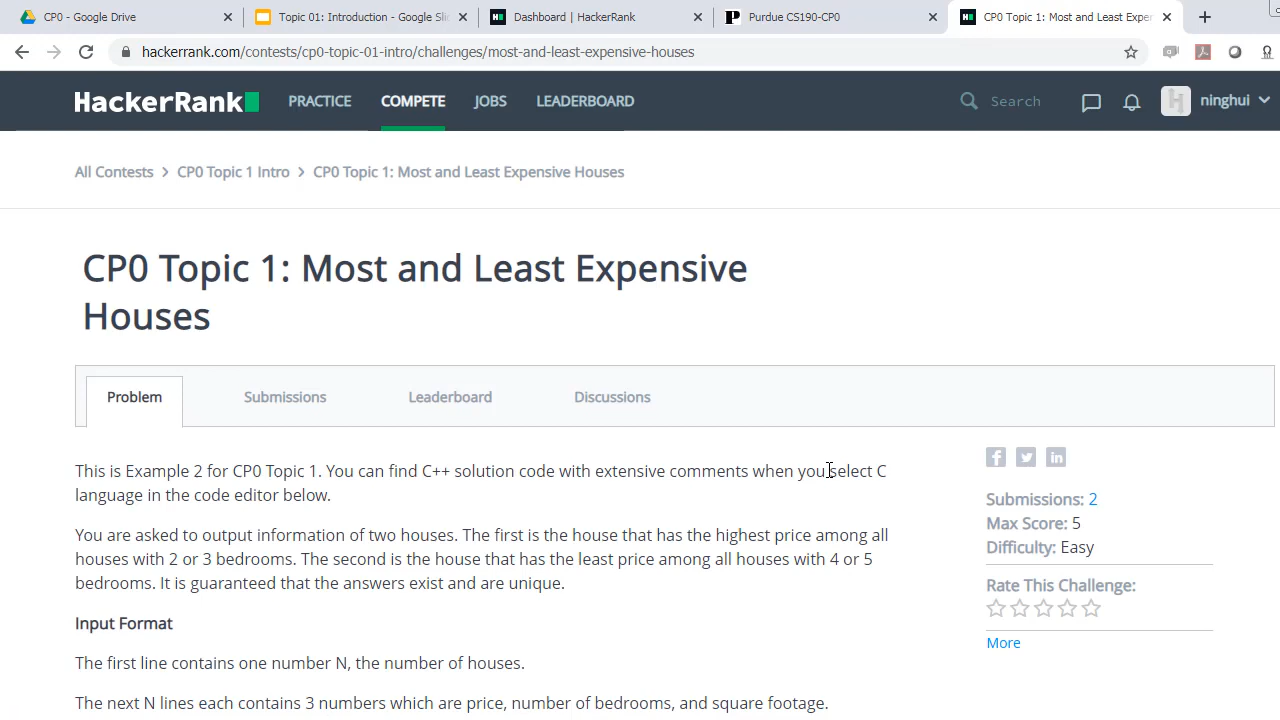 CP0 - Google Drive
Topic 01: Introduction - Google Sli
Dashboard | HackerRank
Purdue CS190-CP0
CP0 Topic 1: Most and Least Exper
hackerrank.com/contests/cp0-topic-01-intro/challenges/most-and-least-expensive-houses
HackerRank PRACTICE COMPETE JOBS LEADERBOARD Search ninghui
All Contests > CP0 Topic 1 Intro > CP0 Topic 1: Most and Least Expensive Houses
CP0 Topic 1: Most and Least Expensive
Houses
Problem Submissions Leaderboard Discussions
This is Example 2 for CP0 Topic 1. You can find C++ solution code with extensive comments when you select C
language in the code editor below.
You are asked to output information of two houses. The first is the house that has the highest price among all
houses with 2 or 3 bedrooms. The second is the house that has the least price among all houses with 4 or 5
bedrooms. It is guaranteed that the answers exist and are unique.
Input Format
The first line contains one number N, the number of houses.
The next N lines each contains 3 numbers which are price, number of bedrooms, and square footage.
Submissions: 2
Max Score: 5
Difficulty: Easy
Rate This Challenge:
More